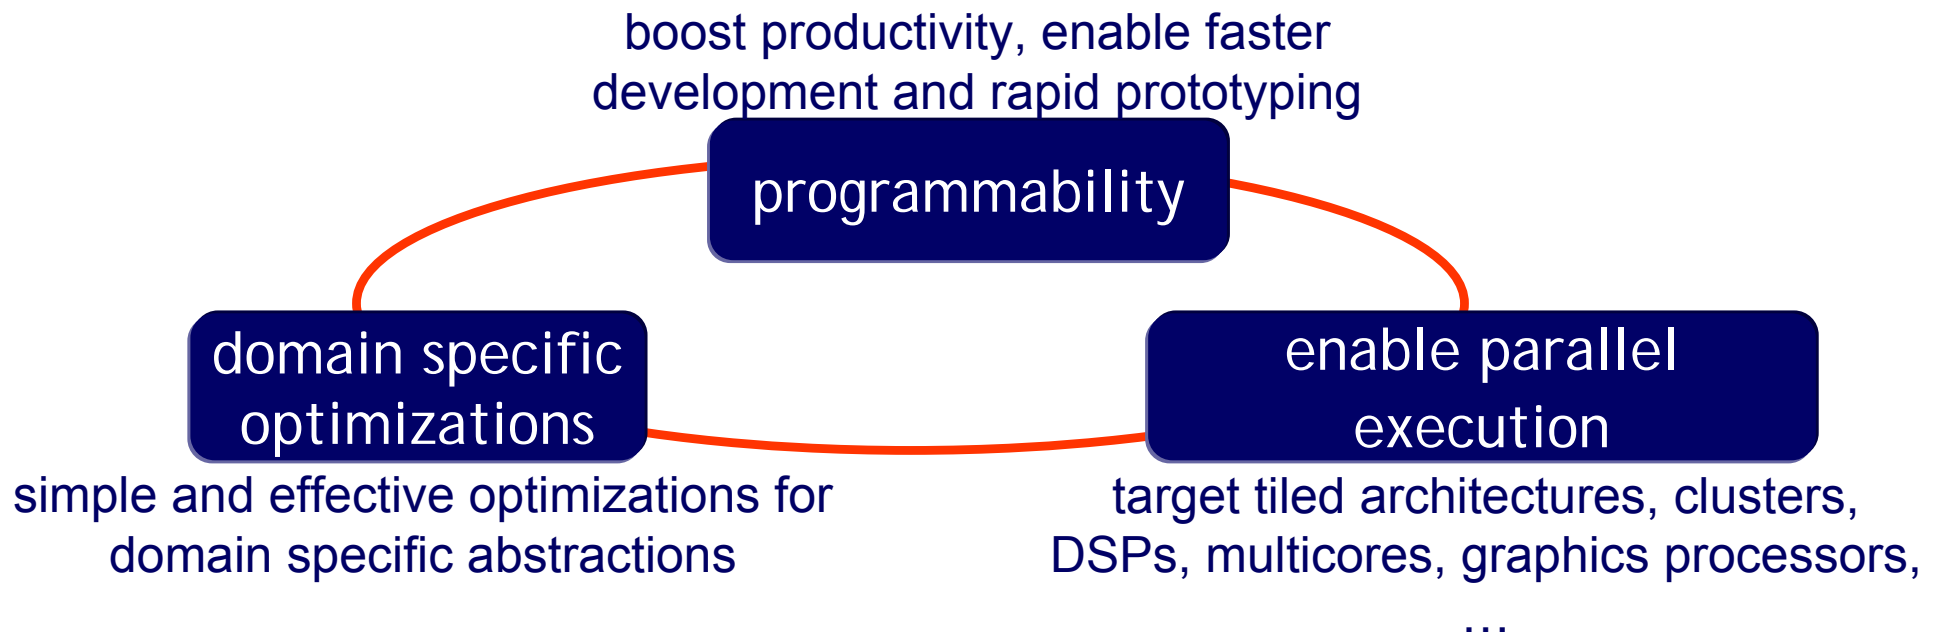 boost productivity, enable faster
development and rapid prototyping
programmability
domain specific
optimizations
simple and effective optimizations for
domain specific abstractions
enable parallel
execution
target tiled architectures, clusters,
DSPs, multicores, graphics processors,
...